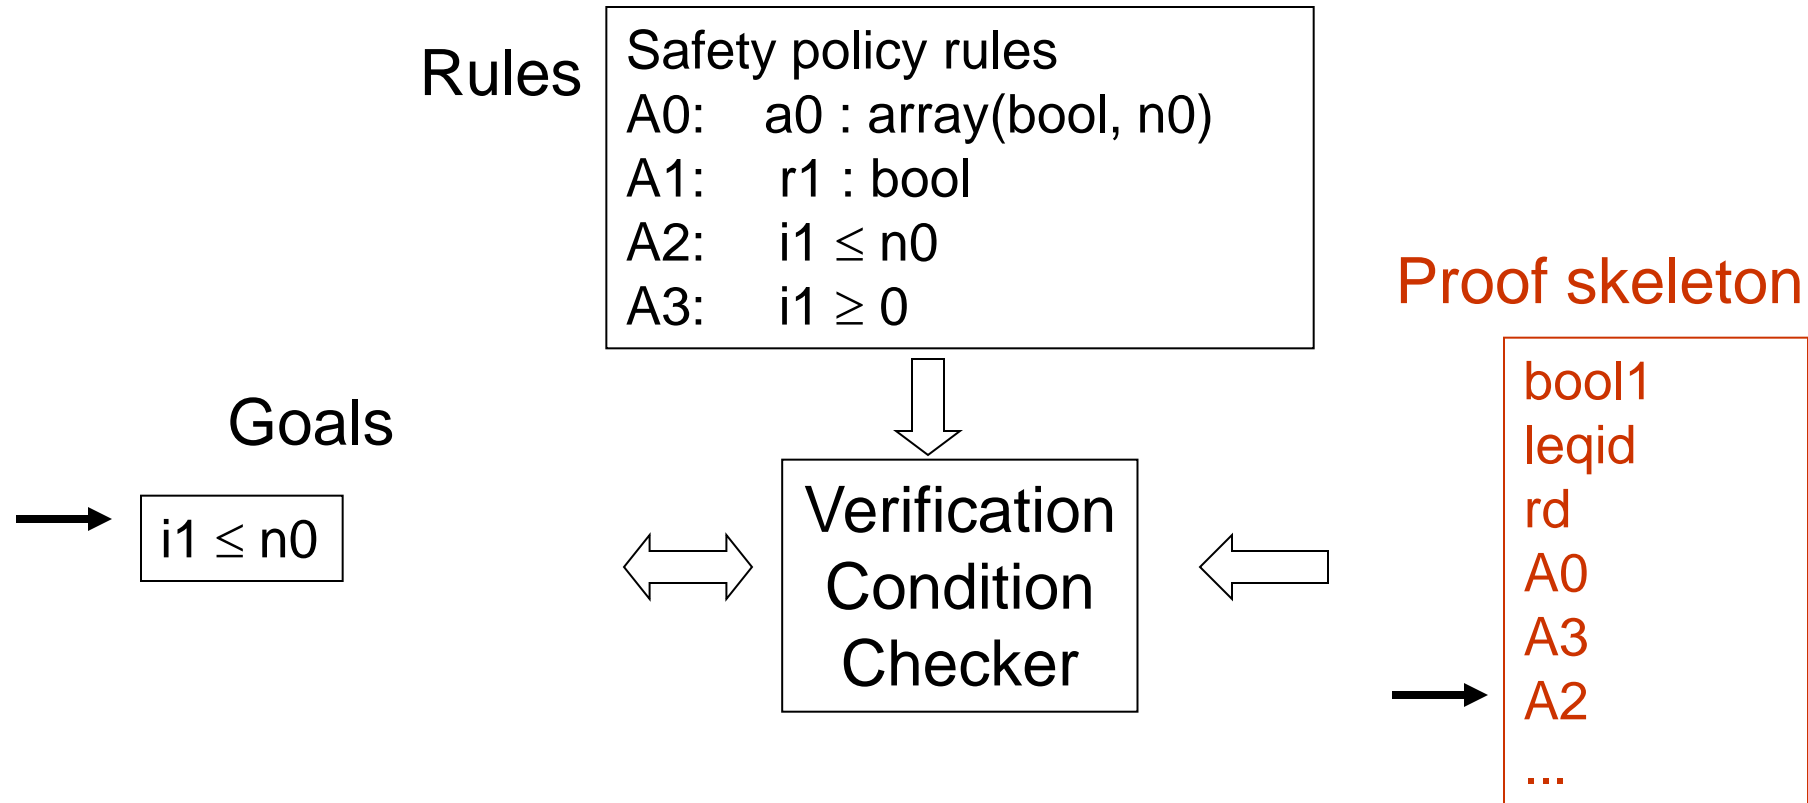 Rules
Safety policy rules
A0: a0 : array(bool, n0)
A1: r1 : bool
A2: i1 ≤ n0
A3: i1 ≥ 0
Proof skeleton
bool1
leqid
rd
A0
A3
A2
...
Goals
i1 ≤ n0
Verification
Condition
Checker